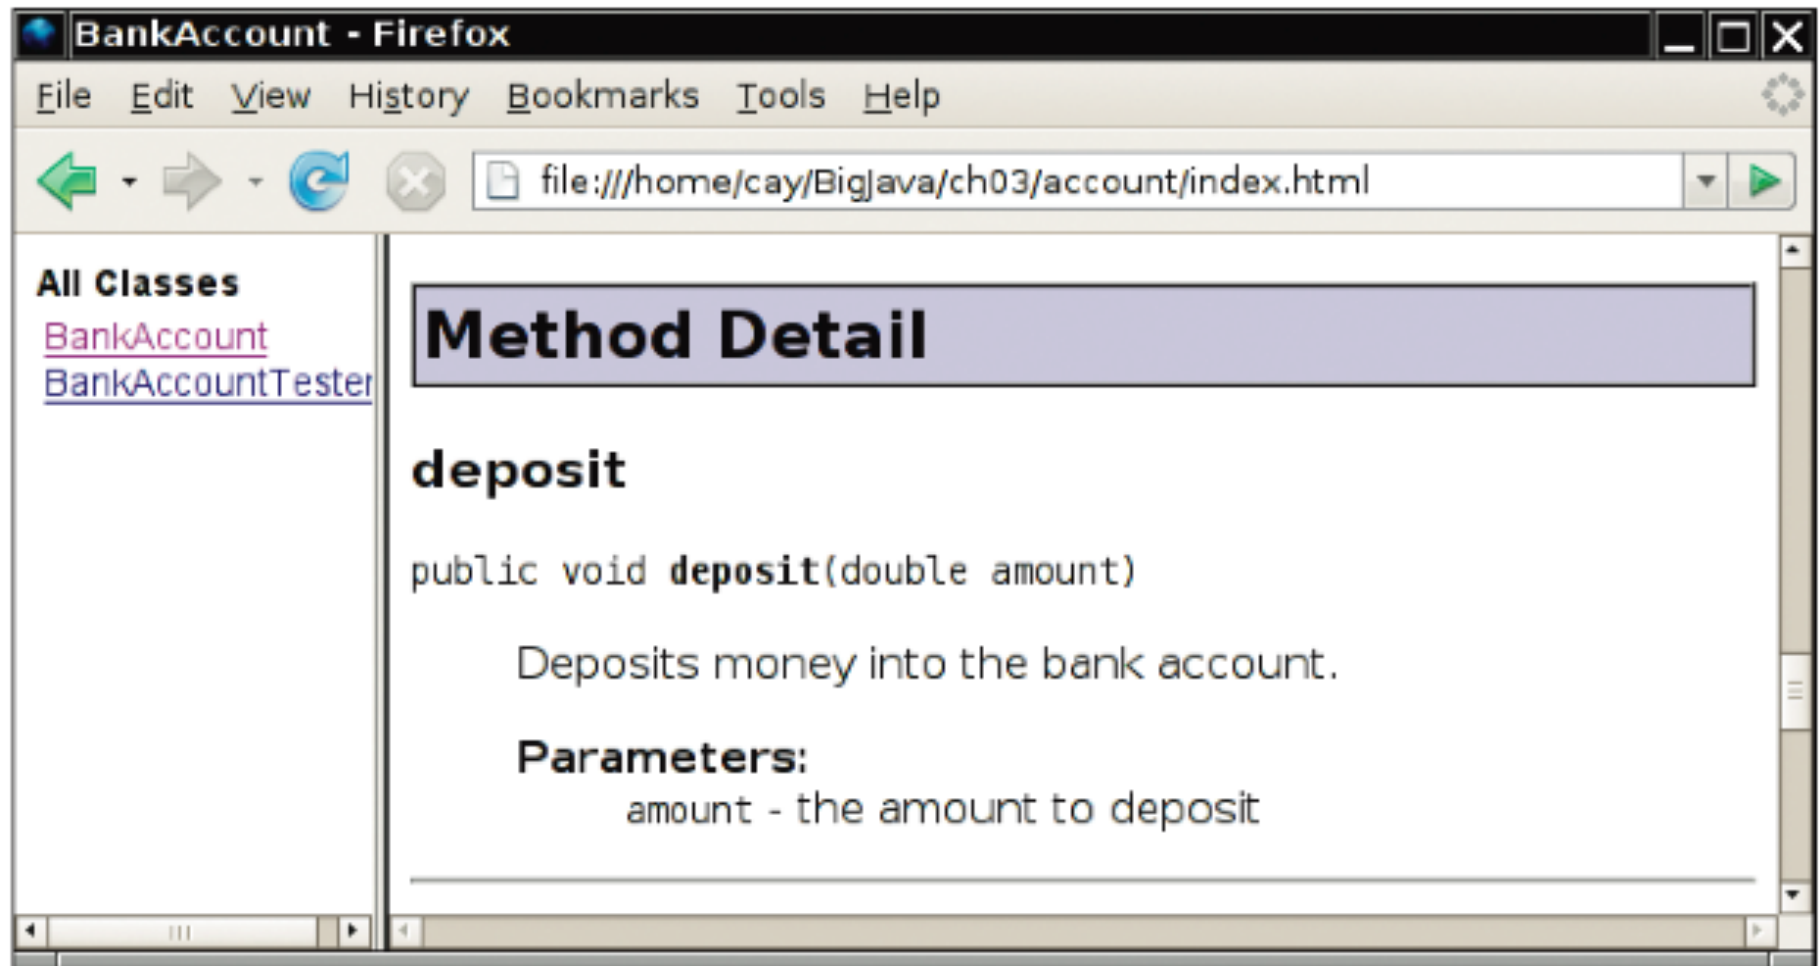 BankAccount - Firefox
File Edit View History Bookmarks Tools Help
file:///home/cay/BigJava/ch03/account/index.html
All Classes
BankAccount
BankAccountTester
Method Detail
deposit
public void deposit(double amount)
Deposits money into the bank account.
Parameters:
amount - the amount to deposit